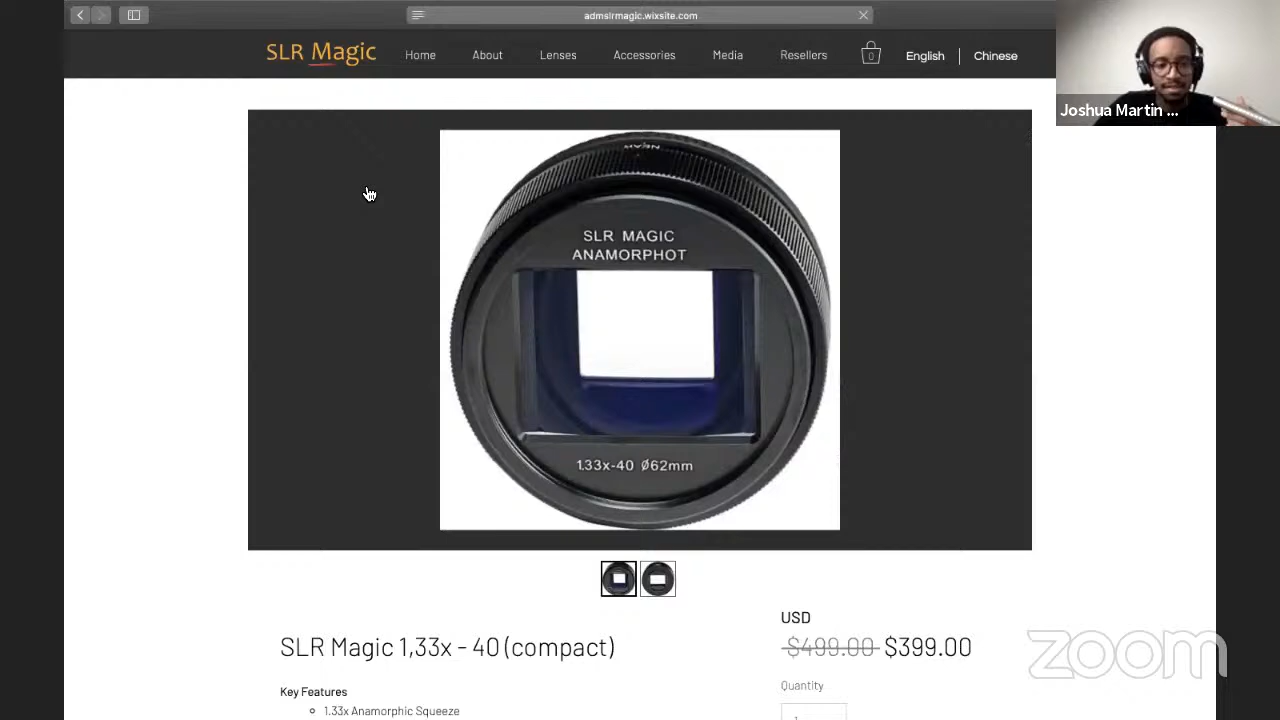 admslrmagic.wixsite.com
SLR Magic
Home
About
Lenses
Accessories
Media
Resellers
0
English
Chinese
Joshua Martin ...
NEAR
SLR MAGIC
ANAMORPHOT
1.33x-40 Ø62mm
USD
SLR Magic 1,33x - 40 (compact)
$499.00 $399.00
zoom
Quantity
Key Features
1.33x Anamorphic Squeeze